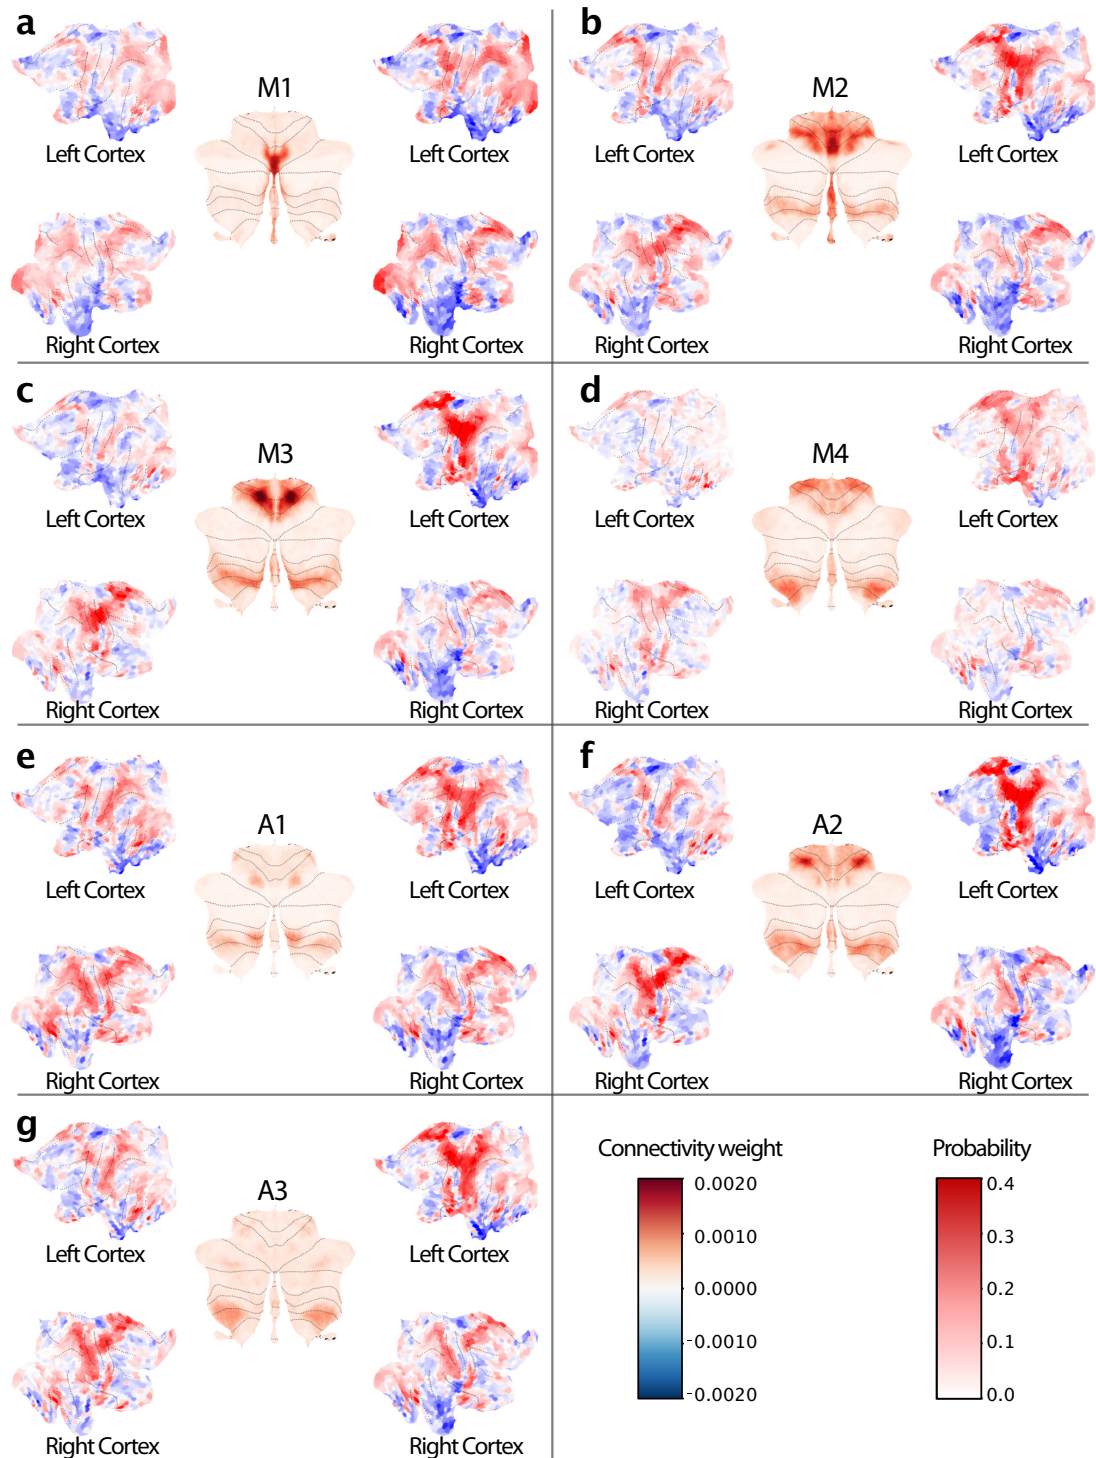 a
M1
Left Cortex
Left Cortex
Right Cortex
Right Cortex
b
M2
Left Cortex
Left Cortex
Right Cortex
Right Cortex
c
M3
Left Cortex
Left Cortex
Right Cortex
Right Cortex
d
M4
Left Cortex
Left Cortex
Right Cortex
Right Cortex
e
A1
Left Cortex
Left Cortex
Right Cortex
Right Cortex
f
A2
Left Cortex
Left Cortex
Right Cortex
Right Cortex
g
A3
Left Cortex
Left Cortex
Right Cortex
Right Cortex
Connectivity weight
0.0020
0.0010
0.0000
-0.0010
-0.0020
Probability
0.4
0.3
0.2
0.1
0.0